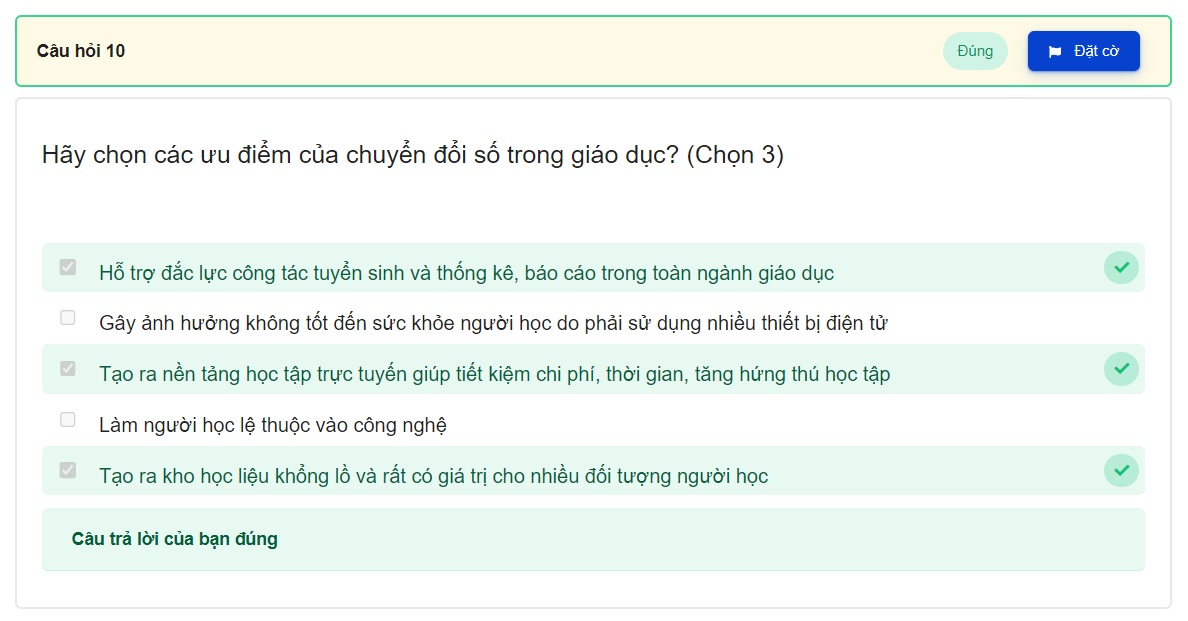 Câu hỏi 10
Đúng
Đặt cờ
Hãy chọn các ưu điểm của chuyển đổi số trong giáo dục? (Chọn 3)
Hỗ trợ đắc lực công tác tuyển sinh và thống kê, báo cáo trong toàn ngành giáo dục
Gây ảnh hưởng không tốt đến sức khỏe người học do phải sử dụng nhiều thiết bị điện tử
Tạo ra nền tảng học tập trực tuyến giúp tiết kiệm chi phí, thời gian, tăng hứng thú học tập
Làm người học lệ thuộc vào công nghệ
Tạo ra kho học liệu khổng lồ và rất có giá trị cho nhiều đối tượng người học
Câu trả lời của bạn đúng